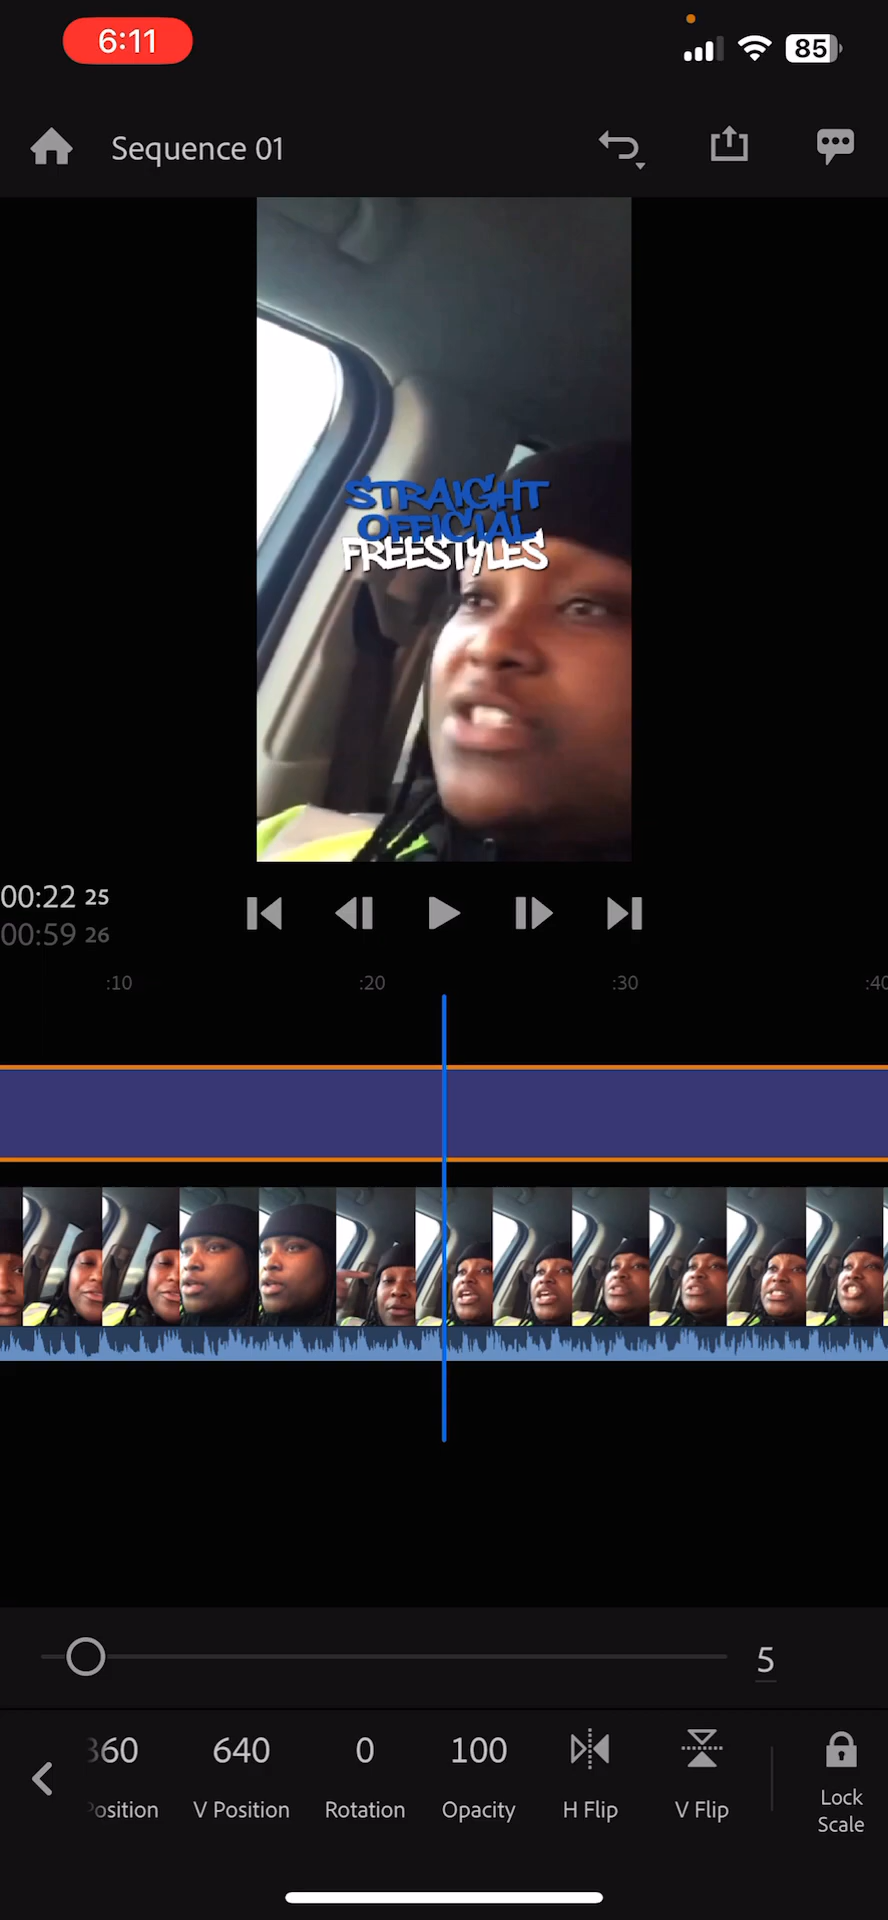 6:11
85
Sequence 01
STRAIGHT
OFFICIAL
FREESTYLES
00:22 25
00:59 26
:10 :20 :30 :40
5
360 640 0 100
Position V Position Rotation Opacity H Flip V Flip Lock Scale